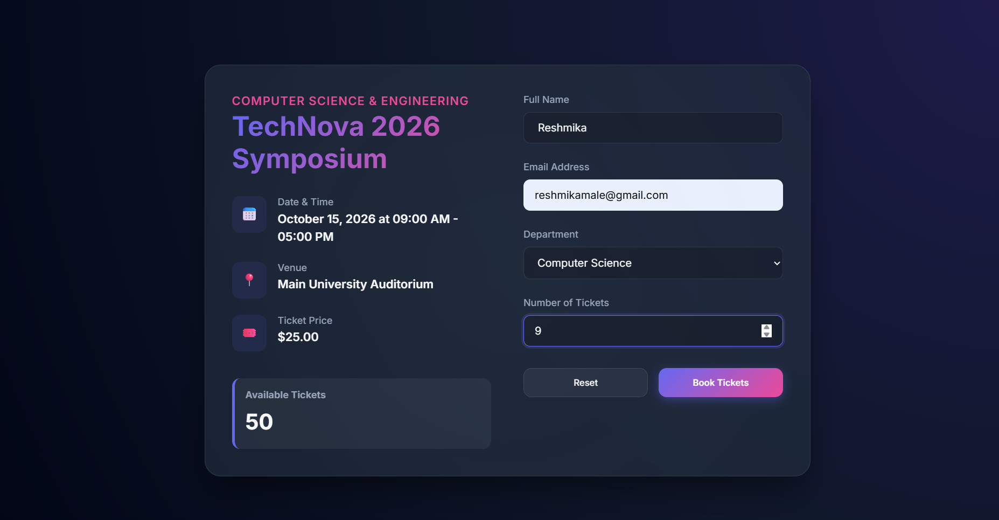 COMPUTER SCIENCE & ENGINEERING
TechNova 2026
Symposium
Date & Time
October 15, 2026 at 09:00 AM -
05:00 PM
Venue
Main University Auditorium
Ticket Price
$25.00
Available Tickets
50
Full Name
Reshmika
Email Address
reshmikamale@gmail.com
Department
Computer Science
Number of Tickets
9
Reset
Book Tickets